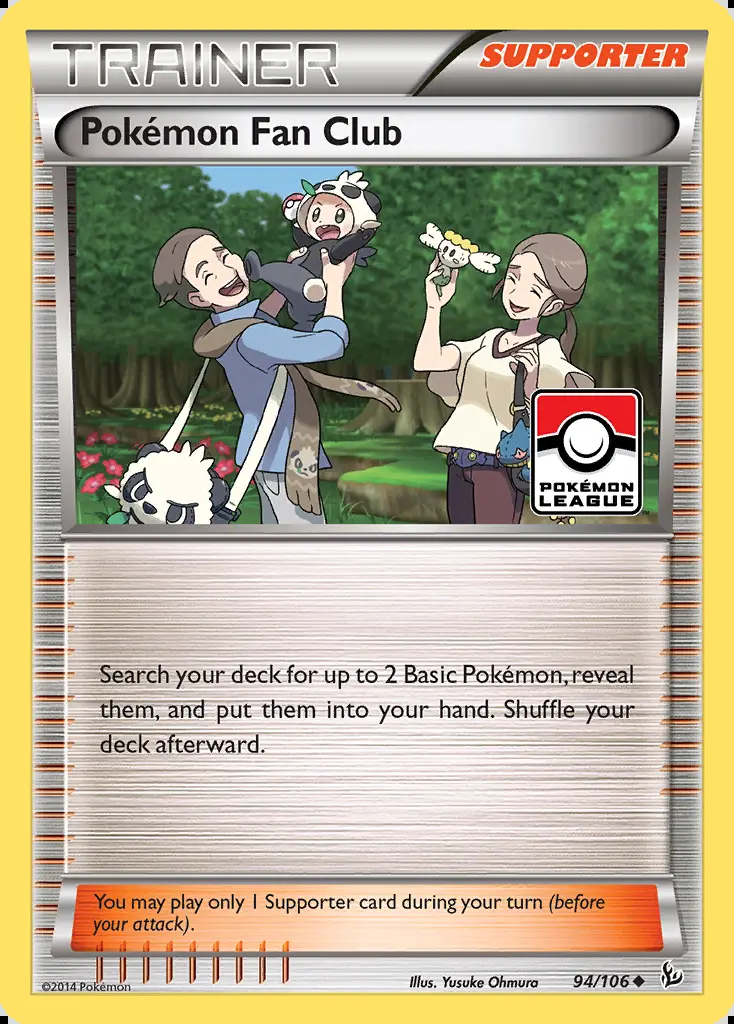 TRAINER
SUPPORTER
Pokémon Fan Club
POKÉMON
LEAGUE
Search your deck for up to 2 Basic Pokémon, reveal
them, and put them into your hand. Shuffle your
deck afterward.
You may play only 1 Supporter card during your turn (before
your attack).
©2014 Pokémon
Illus. Yusuke Ohmura
94/106